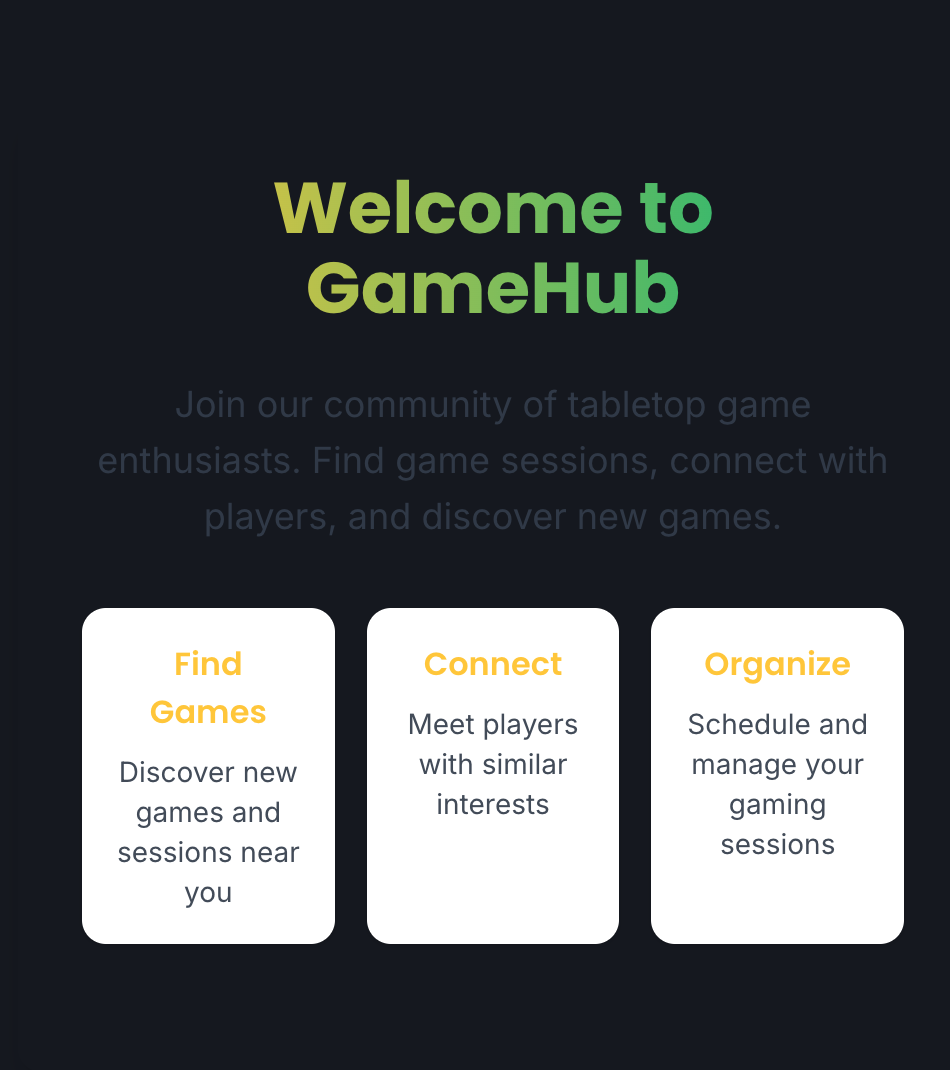 Welcome to
GameHub
Join our community of tabletop game
enthusiasts. Find game sessions, connect with
players, and discover new games.
Find
Games
Discover new
games and
sessions near
you
Connect
Meet players
with similar
interests
Organize
Schedule and
manage your
gaming
sessions